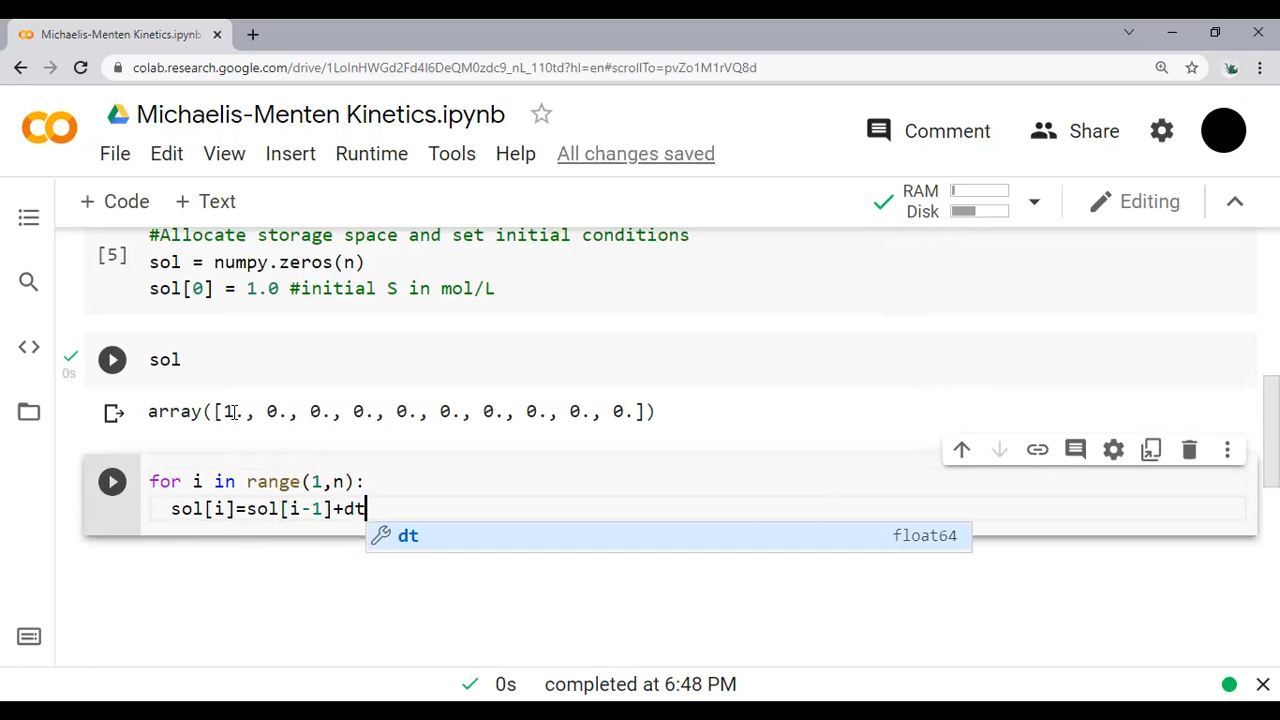 Michaelis-Menten Kinetics.ipynb
colab.research.google.com/drive/1LoInHWGd2Fd4I6DeQM0zdc9_nL_110td?hl=en#scrollTo=pvZo1M1rVQ8d
Michaelis-Menten Kinetics.ipynb
Comment
Share
File Edit View Insert Runtime Tools Help All changes saved
+ Code + Text
RAM
Disk
Editing
#Allocate storage space and set initial conditions
[5]
sol = numpy.zeros(n)
sol[0] = 1.0 #initial S in mol/L
sol
0s
array([1., 0., 0., 0., 0., 0., 0., 0., 0., 0.])
for i in range(1,n):
sol[i]=sol[i-1]+dt
dt float64
0s completed at 6:48 PM